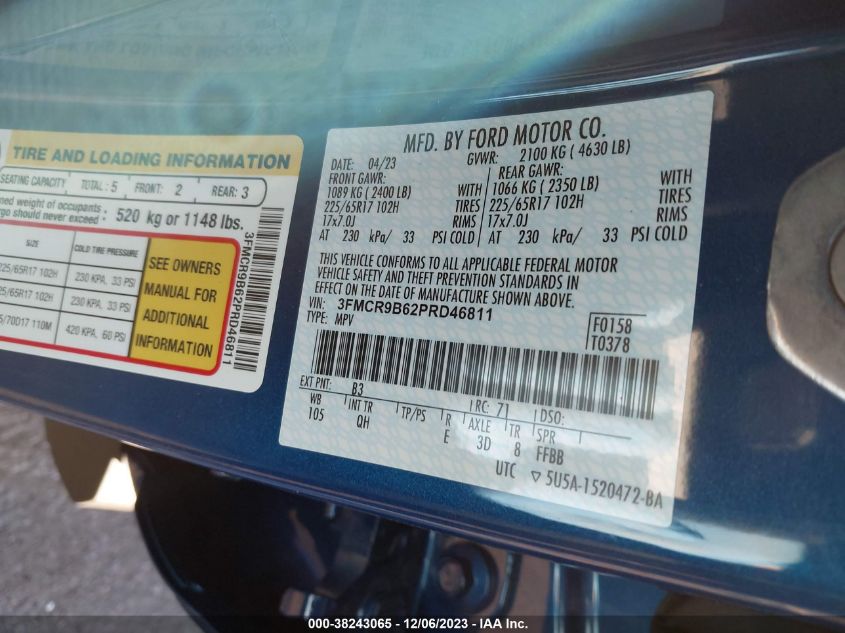 TIRE AND LOADING INFORMATION
SEATING CAPACITY TOTAL: 5 FRONT: 2 REAR: 3
weight of occupants
should never exceed: 520 kg or 1148 lbs.
SIZE COLD TIRE PRESSURE
225/65R17 102H 230 KPA, 33 PSI
230 KPA, 33 PSI
420 KPA, 60 PSI
SEE OWNERS
MANUAL FOR
ADDITIONAL
INFORMATION
3FMCR9B62PRD46811
MFD. BY FORD MOTOR CO.
DATE: 04/23 GVWR: 2100 KG ( 4630 LB)
FRONT GAWR: REAR GAWR:
1089 KG ( 2400 LB) WITH 1066 KG ( 2350 LB) WITH
225/65R17 102H TIRES 225/65R17 102H TIRES
17x7.0J RIMS 17x7.0J RIMS
AT 230 kPa/ 33 PSI COLD AT 230 kPa/ 33 PSI COLD
THIS VEHICLE CONFORMS TO ALL APPLICABLE FEDERAL MOTOR
VEHICLE SAFETY AND THEFT PREVENTION STANDARDS IN
EFFECT ON THE DATE OF MANUFACTURE SHOWN ABOVE.
VIN: 3FMCR9B62PRD46811
TYPE: MPV
F0158
T0378
EXT PNT: B3 RC: 71 DSO:
WB INT TR TP/PS R AXLE TR SPR
105 QH E 3D 8 FFBB
UTC ▽ 5U5A-1520472-BA
000-38243065 - 12/06/2023 - IAA Inc.